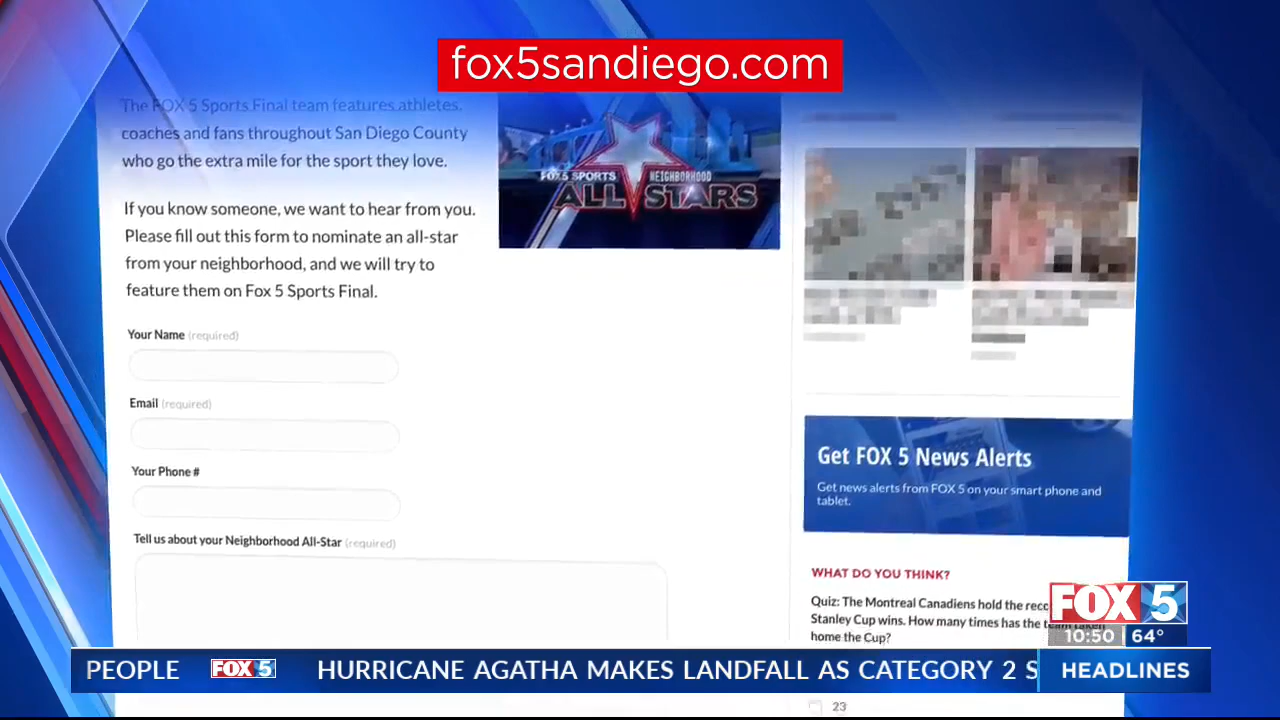 fox5sandiego.com
The FOX 5 Sports Final team features athletes,
coaches and fans throughout San Diego County
who go the extra mile for the sport they love.
If you know someone, we want to hear from you.
Please fill out this form to nominate an all-star
from your neighborhood, and we will try to
feature them on Fox 5 Sports Final.
FOX 5 SPORTS NEIGHBORHOOD
ALL STARS
Your Name (required)
Email (required)
Your Phone #
Tell us about your Neighborhood All-Star (required)
Get FOX 5 News Alerts
Get news alerts from FOX 5 on your smart phone and
tablet.
WHAT DO YOU THINK?
Quiz: The Montreal Canadiens hold the
Stanley Cup wins. How many times has the team taken
home the Cup?
23
FOX 5
10:50 64°
PEOPLE FOX 5 HURRICANE AGATHA MAKES LANDFALL AS CATEGORY 2 S
HEADLINES